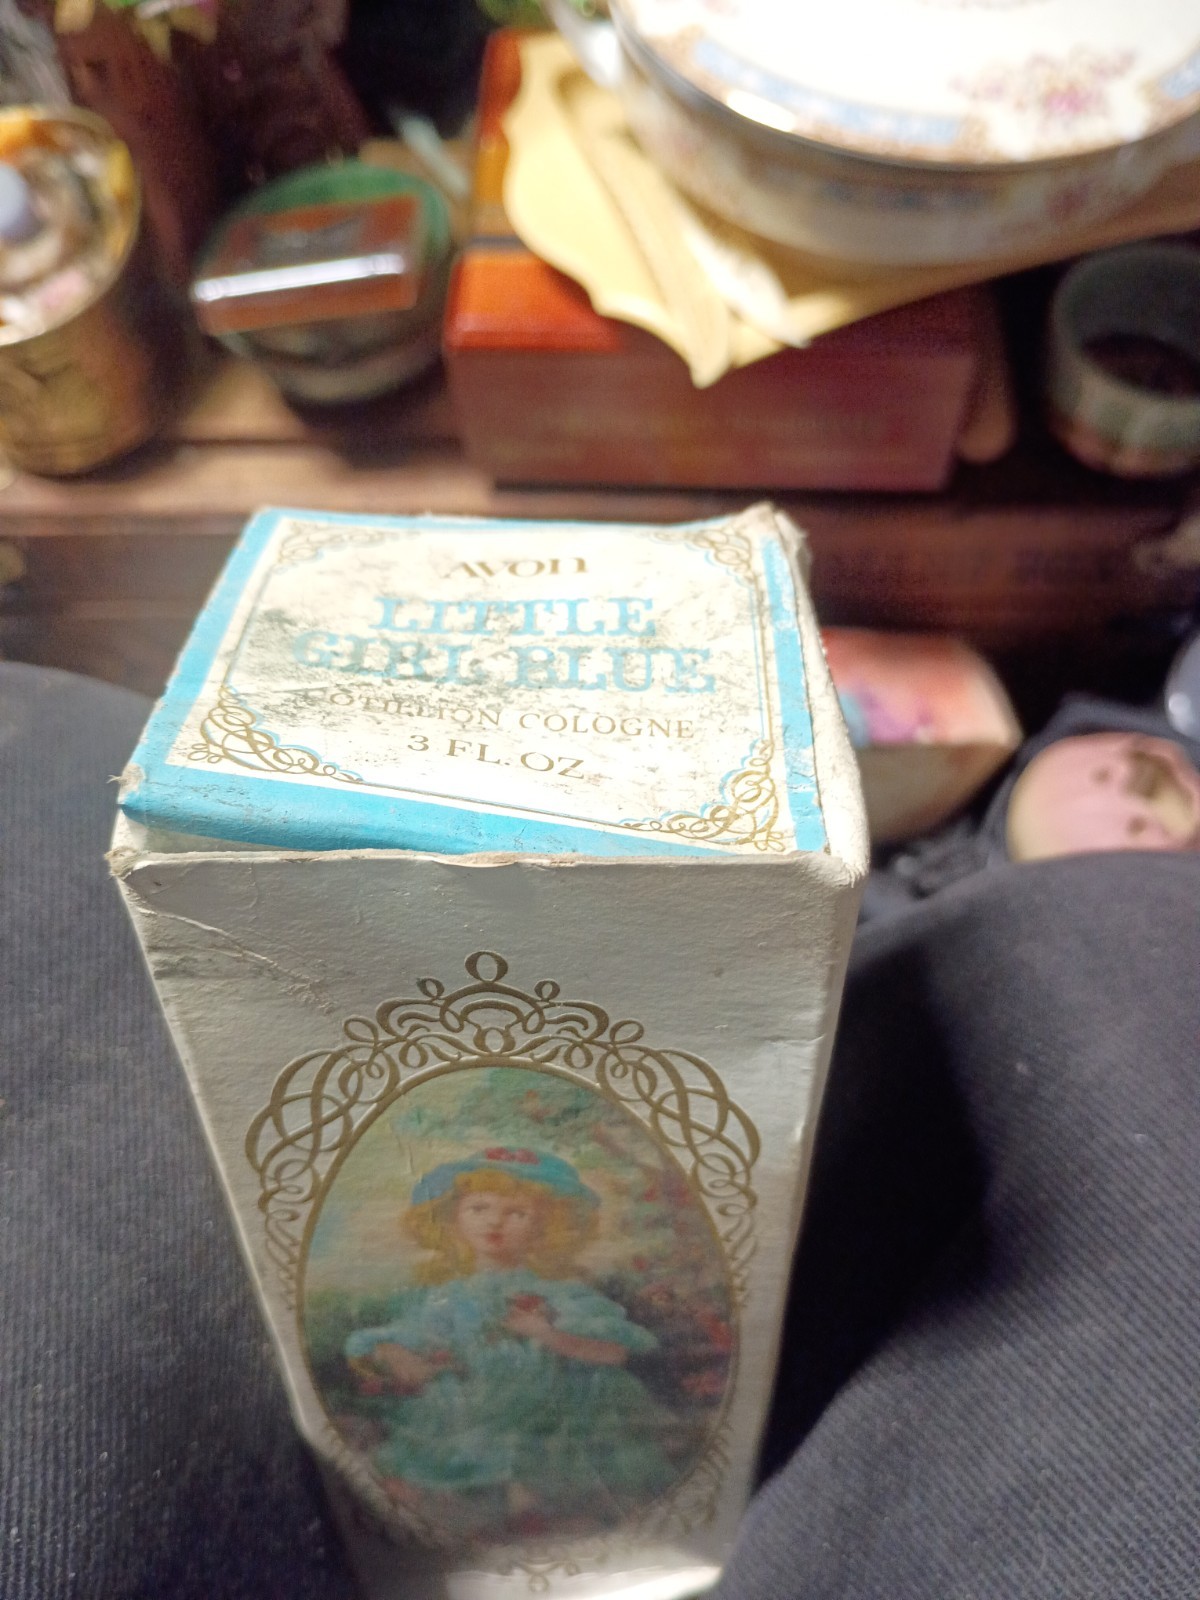 AVON
LITTLE
GIRL BLUE
COTILLION COLOGNE
3 FL. OZ.